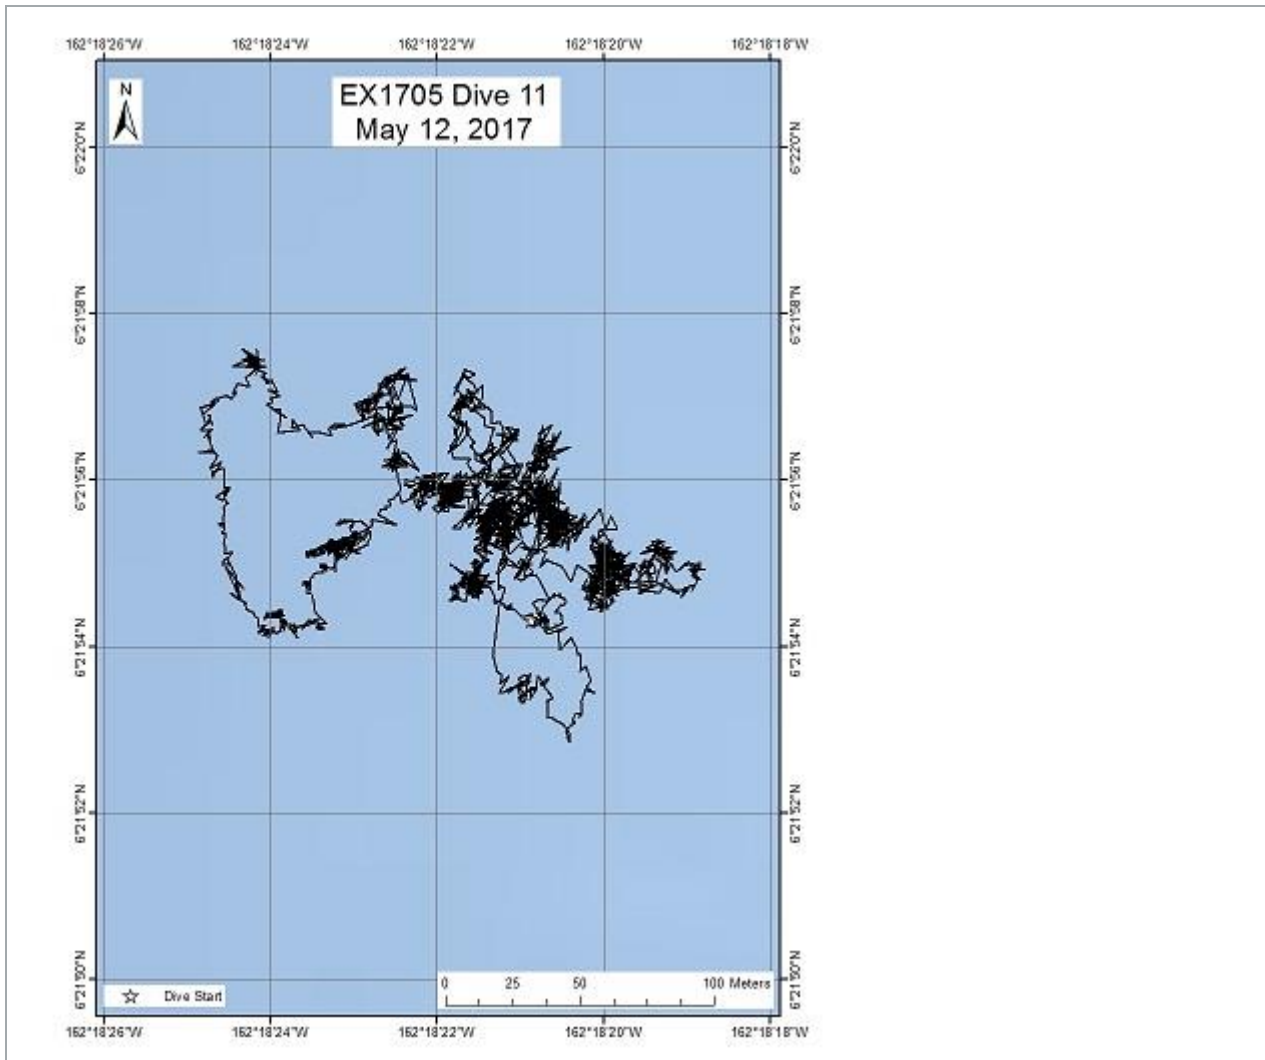 162°18'26"W 162°18'24"W 162°18'22"W 162°18'20"W 162°18'18"W
N
EX1705 Dive 11
May 12, 2017
6°22'0"N 6°22'0"N
6°21'58"N 6°21'58"N
6°21'56"N 6°21'56"N
6°21'54"N 6°21'54"N
6°21'52"N 6°21'52"N
6°21'50"N 6°21'50"N
0 25 50 100 Meters
Dive Start
162°18'26"W 162°18'24"W 162°18'22"W 162°18'20"W 162°18'18"W